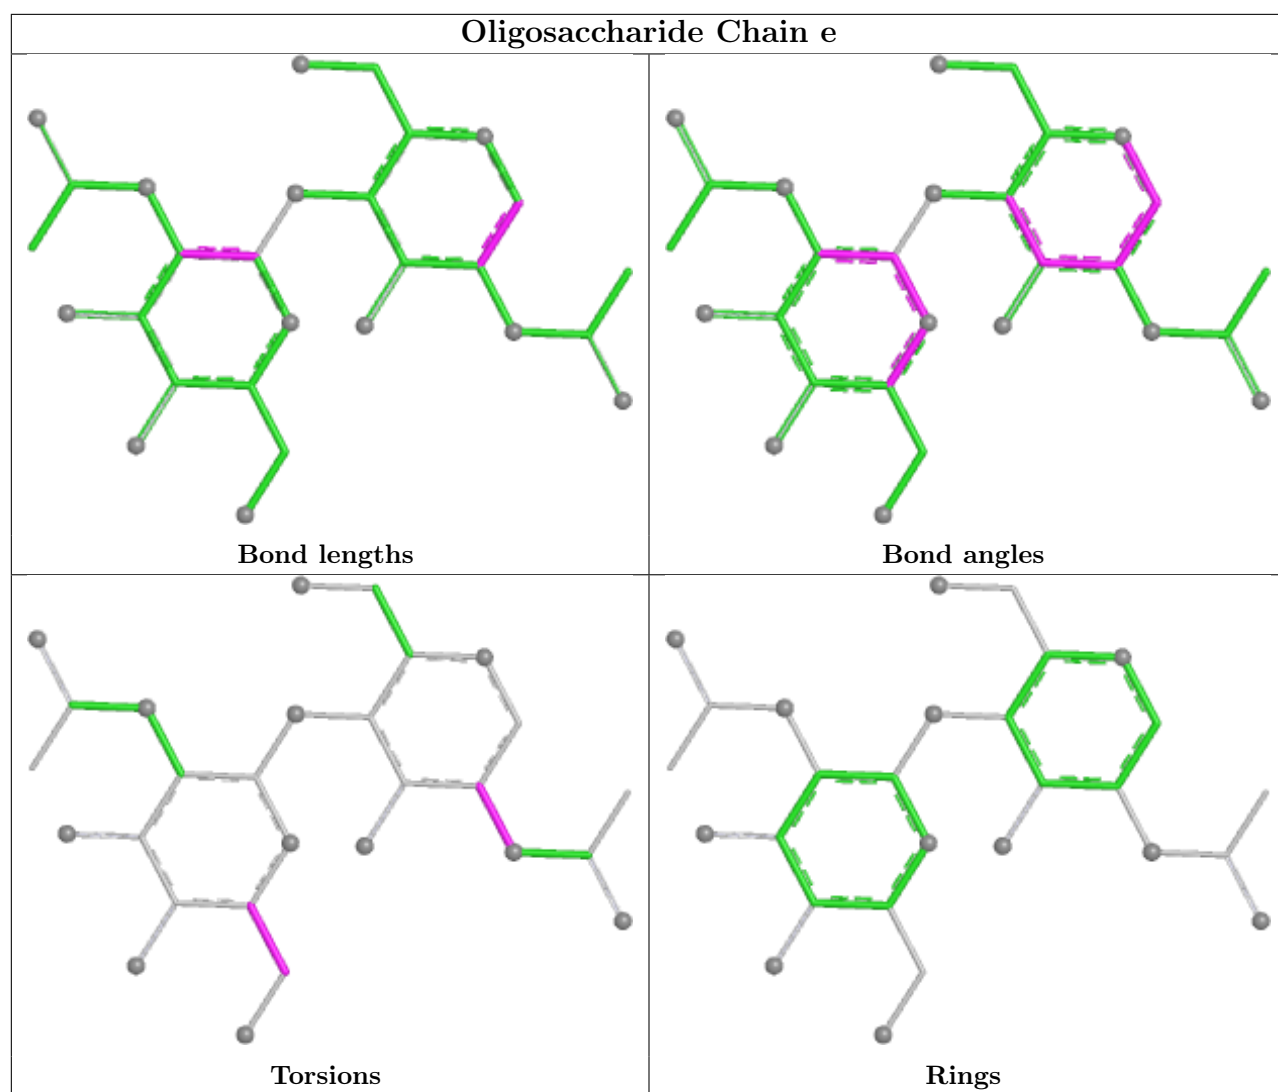 Oligosaccharide Chain e
Bond lengths
Bond angles
Torsions
Rings